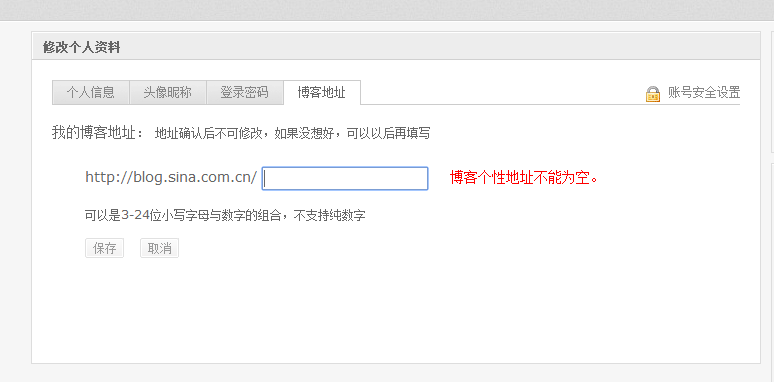 修改个人资料
个人信息 头像昵称 登录密码 博客地址 账号安全设置
我的博客地址： 地址确认后不可修改，如果没想好，可以以后再填写
http://blog.sina.com.cn/ 博客个性地址不能为空。
可以是3-24位小写字母与数字的组合，不支持纯数字
保存 取消